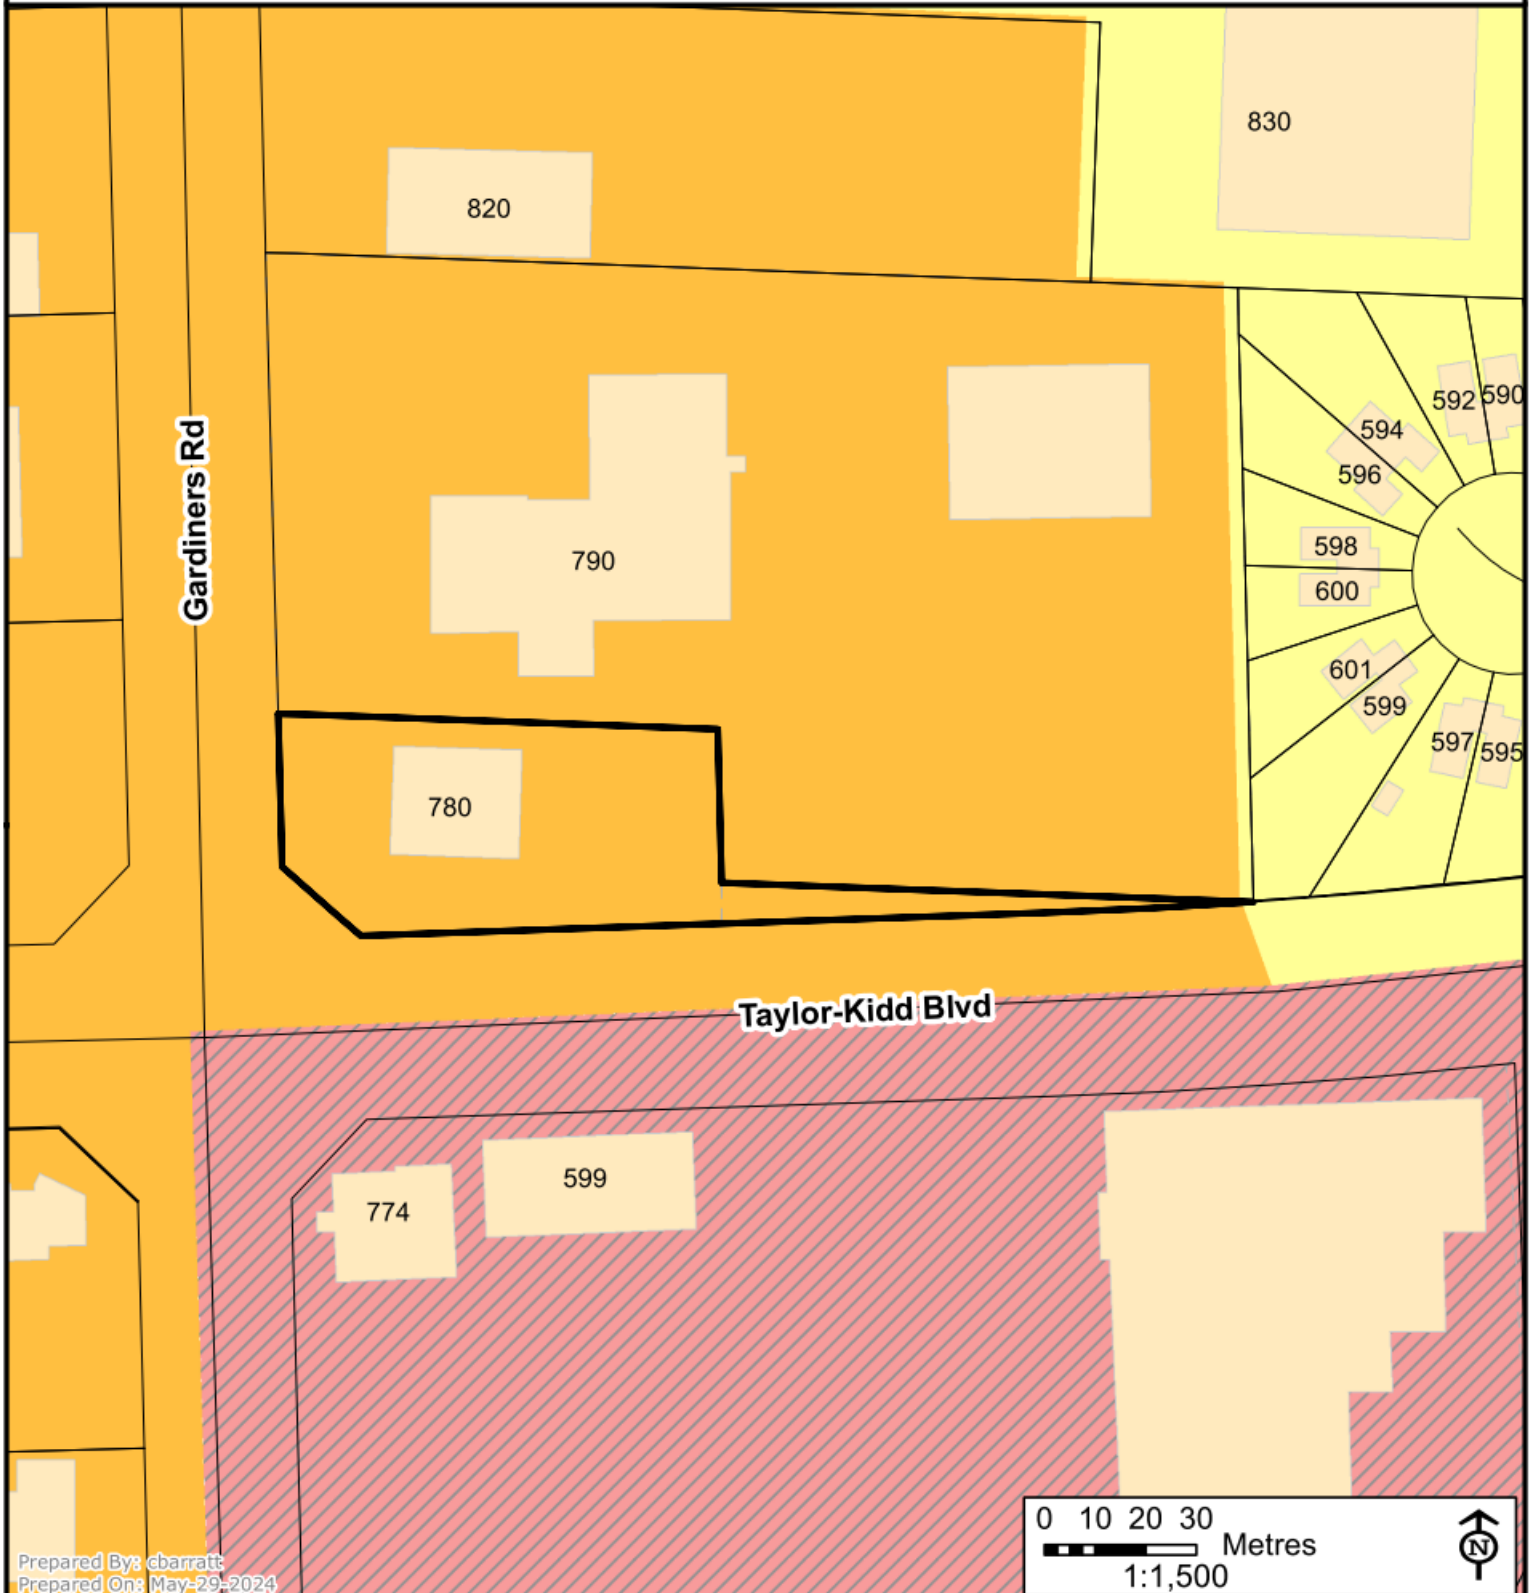 830
820
592
590
594
596
Gardiners Rd
598
790
600
601
599
597
595
780
Taylor-Kidd Blvd
599
774
0 10 20 30
Metres
N
1:1,500
Prepared By: cbarratt
Prepared On: May-29-2024